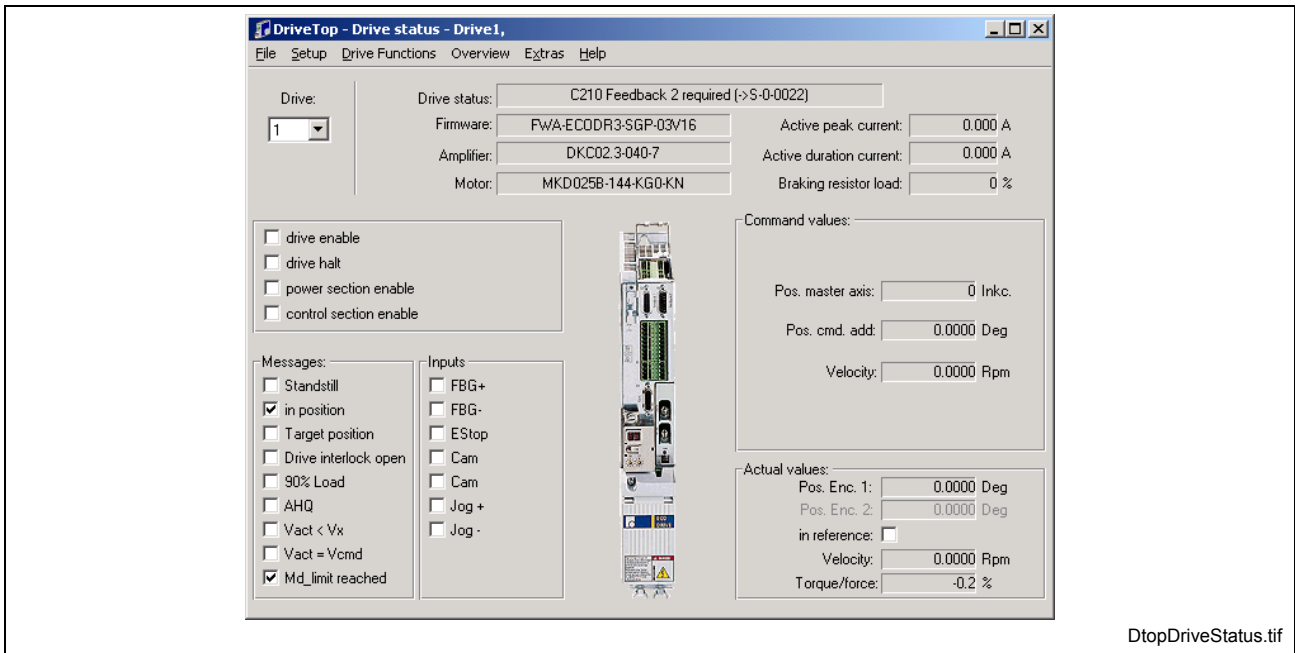 DriveTop - Drive status - Drive1,
File Setup Drive Functions Overview Extras Help
Drive:
1
Drive status: C210 Feedback 2 required (->S-0-0022)
Firmware: FWA-ECODR3-SGP-03V16
Amplifier: DKC02.3-040-7
Motor: MKD025B-144-KG0-KN
Active peak current: 0.000 A
Active duration current: 0.000 A
Braking resistor load: 0 %
drive enable
drive halt
power section enable
control section enable
Messages:
Standstill
in position
Target position
Drive interlock open
90% Load
AHQ
Vact < Vx
Vact = Vcmd
Md_limit reached
Inputs
FBG+
FBG-
EStop
Cam
Cam
Jog +
Jog -
Command values:
Pos. master axis: 0 Inkc.
Pos. cmd. add: 0.0000 Deg
Velocity: 0.0000 Rpm
Actual values:
Pos. Enc. 1: 0.0000 Deg
Pos. Enc. 2: 0.0000 Deg
in reference:
Velocity: 0.0000 Rpm
Torque/force: -0.2 %
DtopDriveStatus.tif